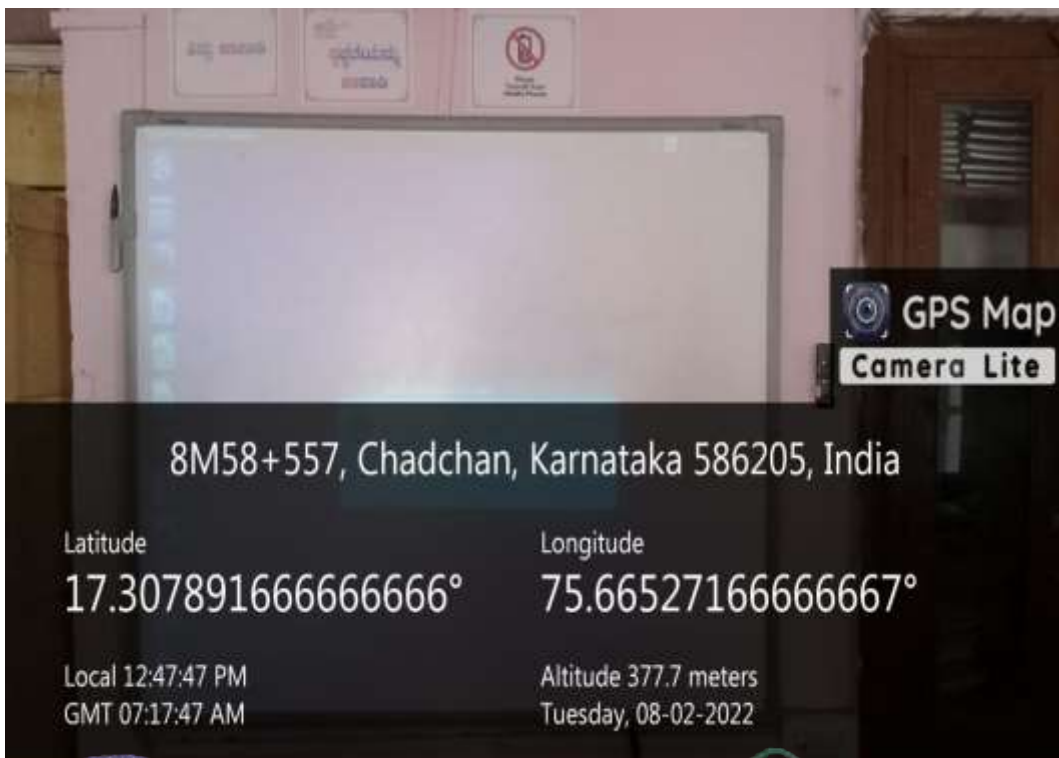 Please
GPS Map
Camera Lite
8M58+557, Chadchan, Karnataka 586205, India
Latitude
17.307891666666666°
Longitude
75.66527166666667°
Local 12:47:47 PM
GMT 07:17:47 AM
Altitude 377.7 meters
Tuesday, 08-02-2022